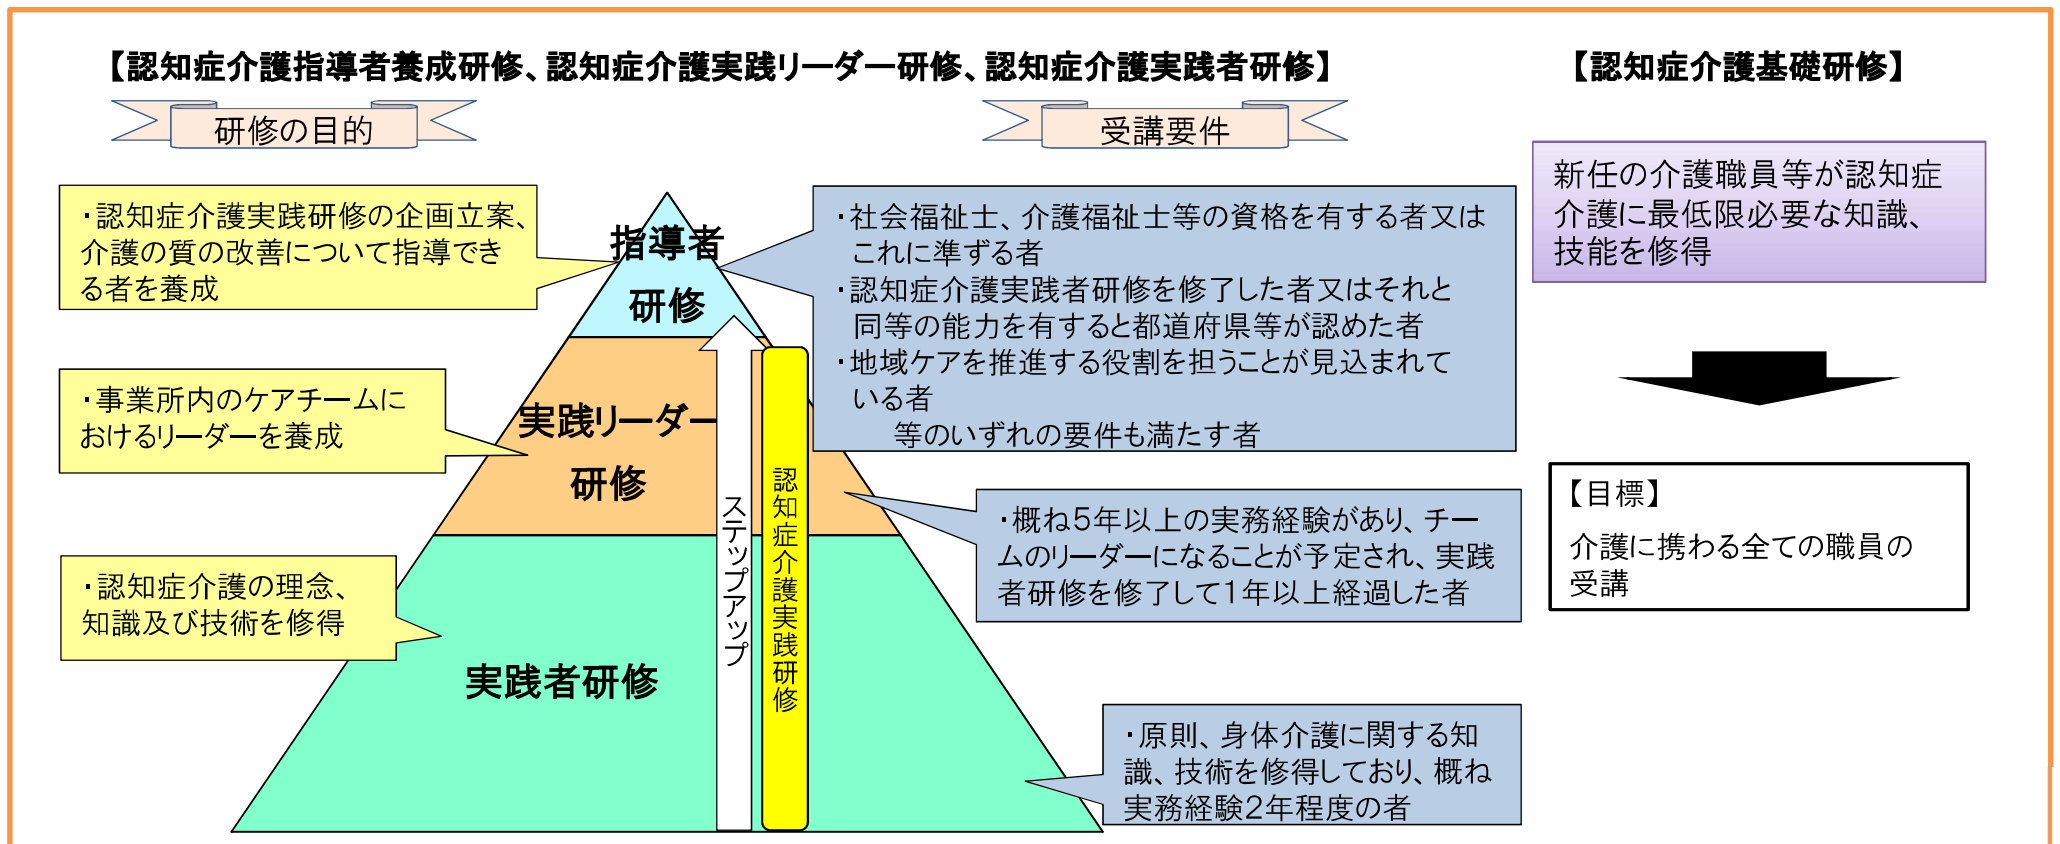 【認知症介護指導者養成研修、認知症介護実践リーダー研修、認知症介護実践者研修】
研修の目的
受講要件
・認知症介護実践研修の企画立案、
介護の質の改善について指導でき
る者を養成
・事業所内のケアチームに
おけるリーダーを養成
・認知症介護の理念、
知識及び技術を修得
指導者
研修
実践リーダー
研修
実践者研修
ステップアップ
認知症介護実践研修
・社会福祉士、介護福祉士等の資格を有する者又は
これに準ずる者
・認知症介護実践者研修を修了した者又はそれと
同等の能力を有すると都道府県等が認めた者
・地域ケアを推進する役割を担うことが見込まれて
いる者
等のいずれの要件も満たす者
・概ね5年以上の実務経験があり、チー
ムのリーダーになることが予定され、実践
者研修を修了して1年以上経過した者
・原則、身体介護に関する知
識、技術を修得しており、概ね
実務経験2年程度の者
【認知症介護基礎研修】
新任の介護職員等が認知症
介護に最低限必要な知識、
技能を修得
【目標】
介護に携わる全ての職員の
受講